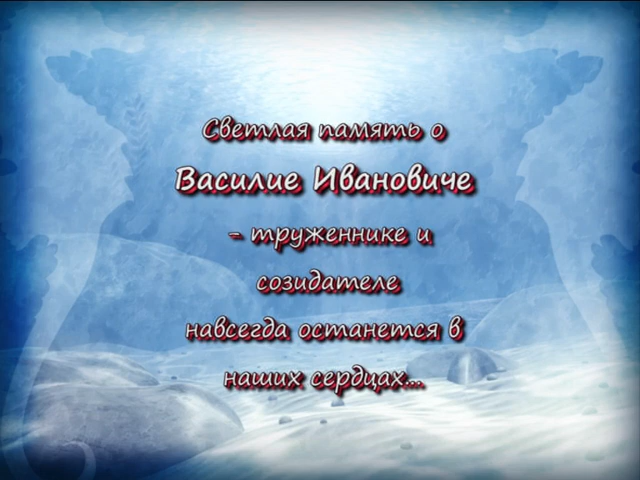 Светлая память о
Василие Ивановиче
- труженнике и
созидателе
навсегда останется в
наших сердцах...